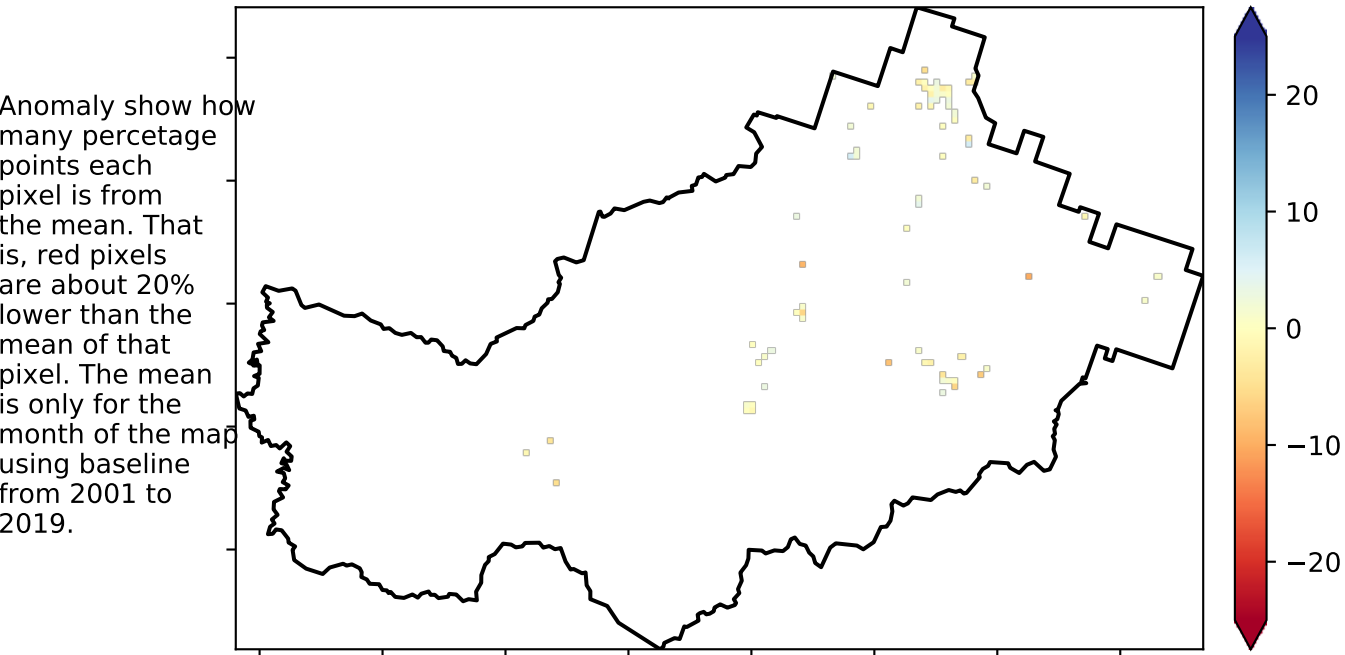 Anomaly show how
many percetage
points each
pixel is from
the mean. That
is, red pixels
are about 20%
lower than the
mean of that
pixel. The mean
is only for the
month of the map
using baseline
from 2001 to
2019.
20
10
0
−10
−20